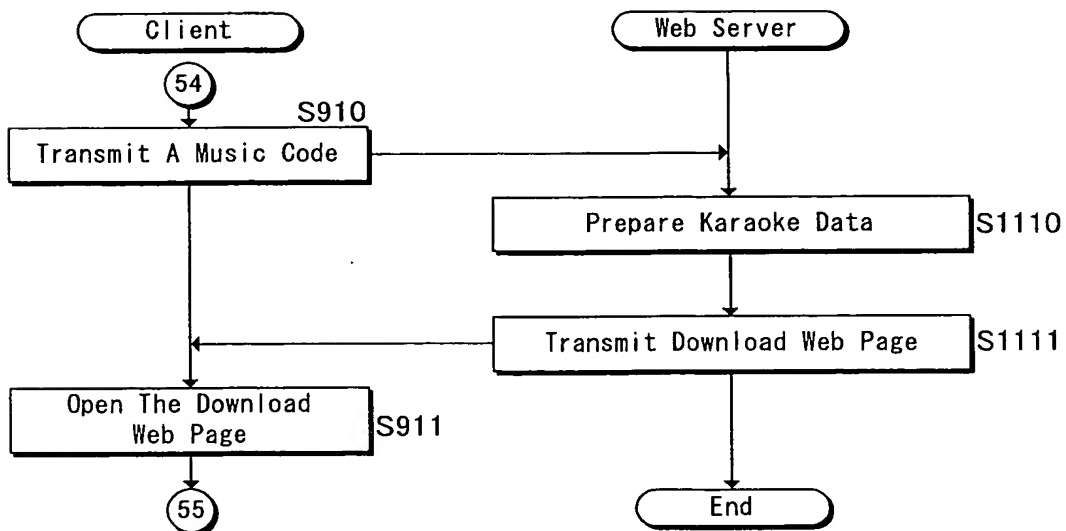 Client
Web Server
54
S910
Transmit A Music Code
Prepare Karaoke Data
S1110
Transmit Download Web Page
S1111
Open The Download
Web Page
S911
55
End